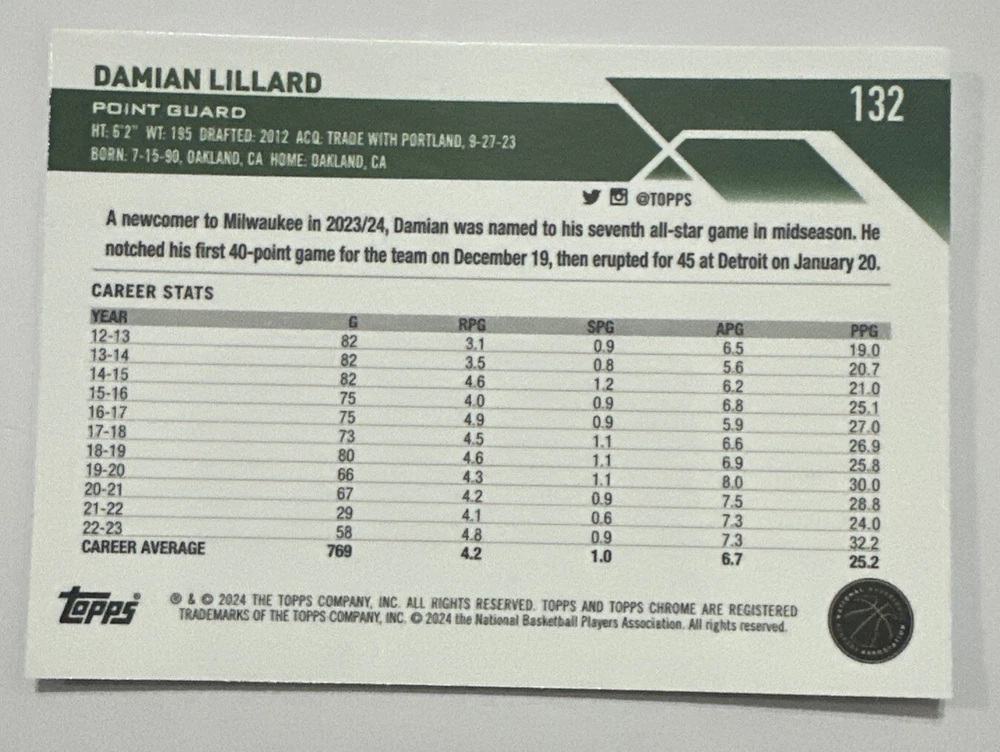 DAMIAN LILLARD
132
POINT GUARD
HT: 6'2" WT: 195 DRAFTED: 2012 ACQ: TRADE WITH PORTLAND, 9-27-23
BORN: 7-15-90, OAKLAND, CA HOME: OAKLAND, CA
@TOPPS
A newcomer to Milwaukee in 2023/24, Damian was named to his seventh all-star game in midseason. He
notched his first 40-point game for the team on December 19, then erupted for 45 at Detroit on January 20.
CAREER STATS
YEAR G RPG SPG APG PPG
12-13 82 3.1 0.9 6.5 19.0
13-14 82 3.5 0.8 5.6 20.7
14-15 82 4.6 1.2 6.2 21.0
15-16 75 4.0 0.9 6.8 25.1
16-17 75 4.9 0.9 5.9 27.0
17-18 73 4.5 1.1 6.6 26.9
18-19 80 4.6 1.1 6.9 25.8
19-20 66 4.3 1.1 8.0 30.0
20-21 67 4.2 0.9 7.5 28.8
21-22 29 4.1 0.6 7.3 24.0
22-23 58 4.8 0.9 7.3 32.2
CAREER AVERAGE 769 4.2 1.0 6.7 25.2
topps®
® & © 2024 THE TOPPS COMPANY, INC. ALL RIGHTS RESERVED. TOPPS AND TOPPS CHROME ARE REGISTERED
TRADEMARKS OF THE TOPPS COMPANY, INC. © 2024 the National Basketball Players Association. All rights reserved.